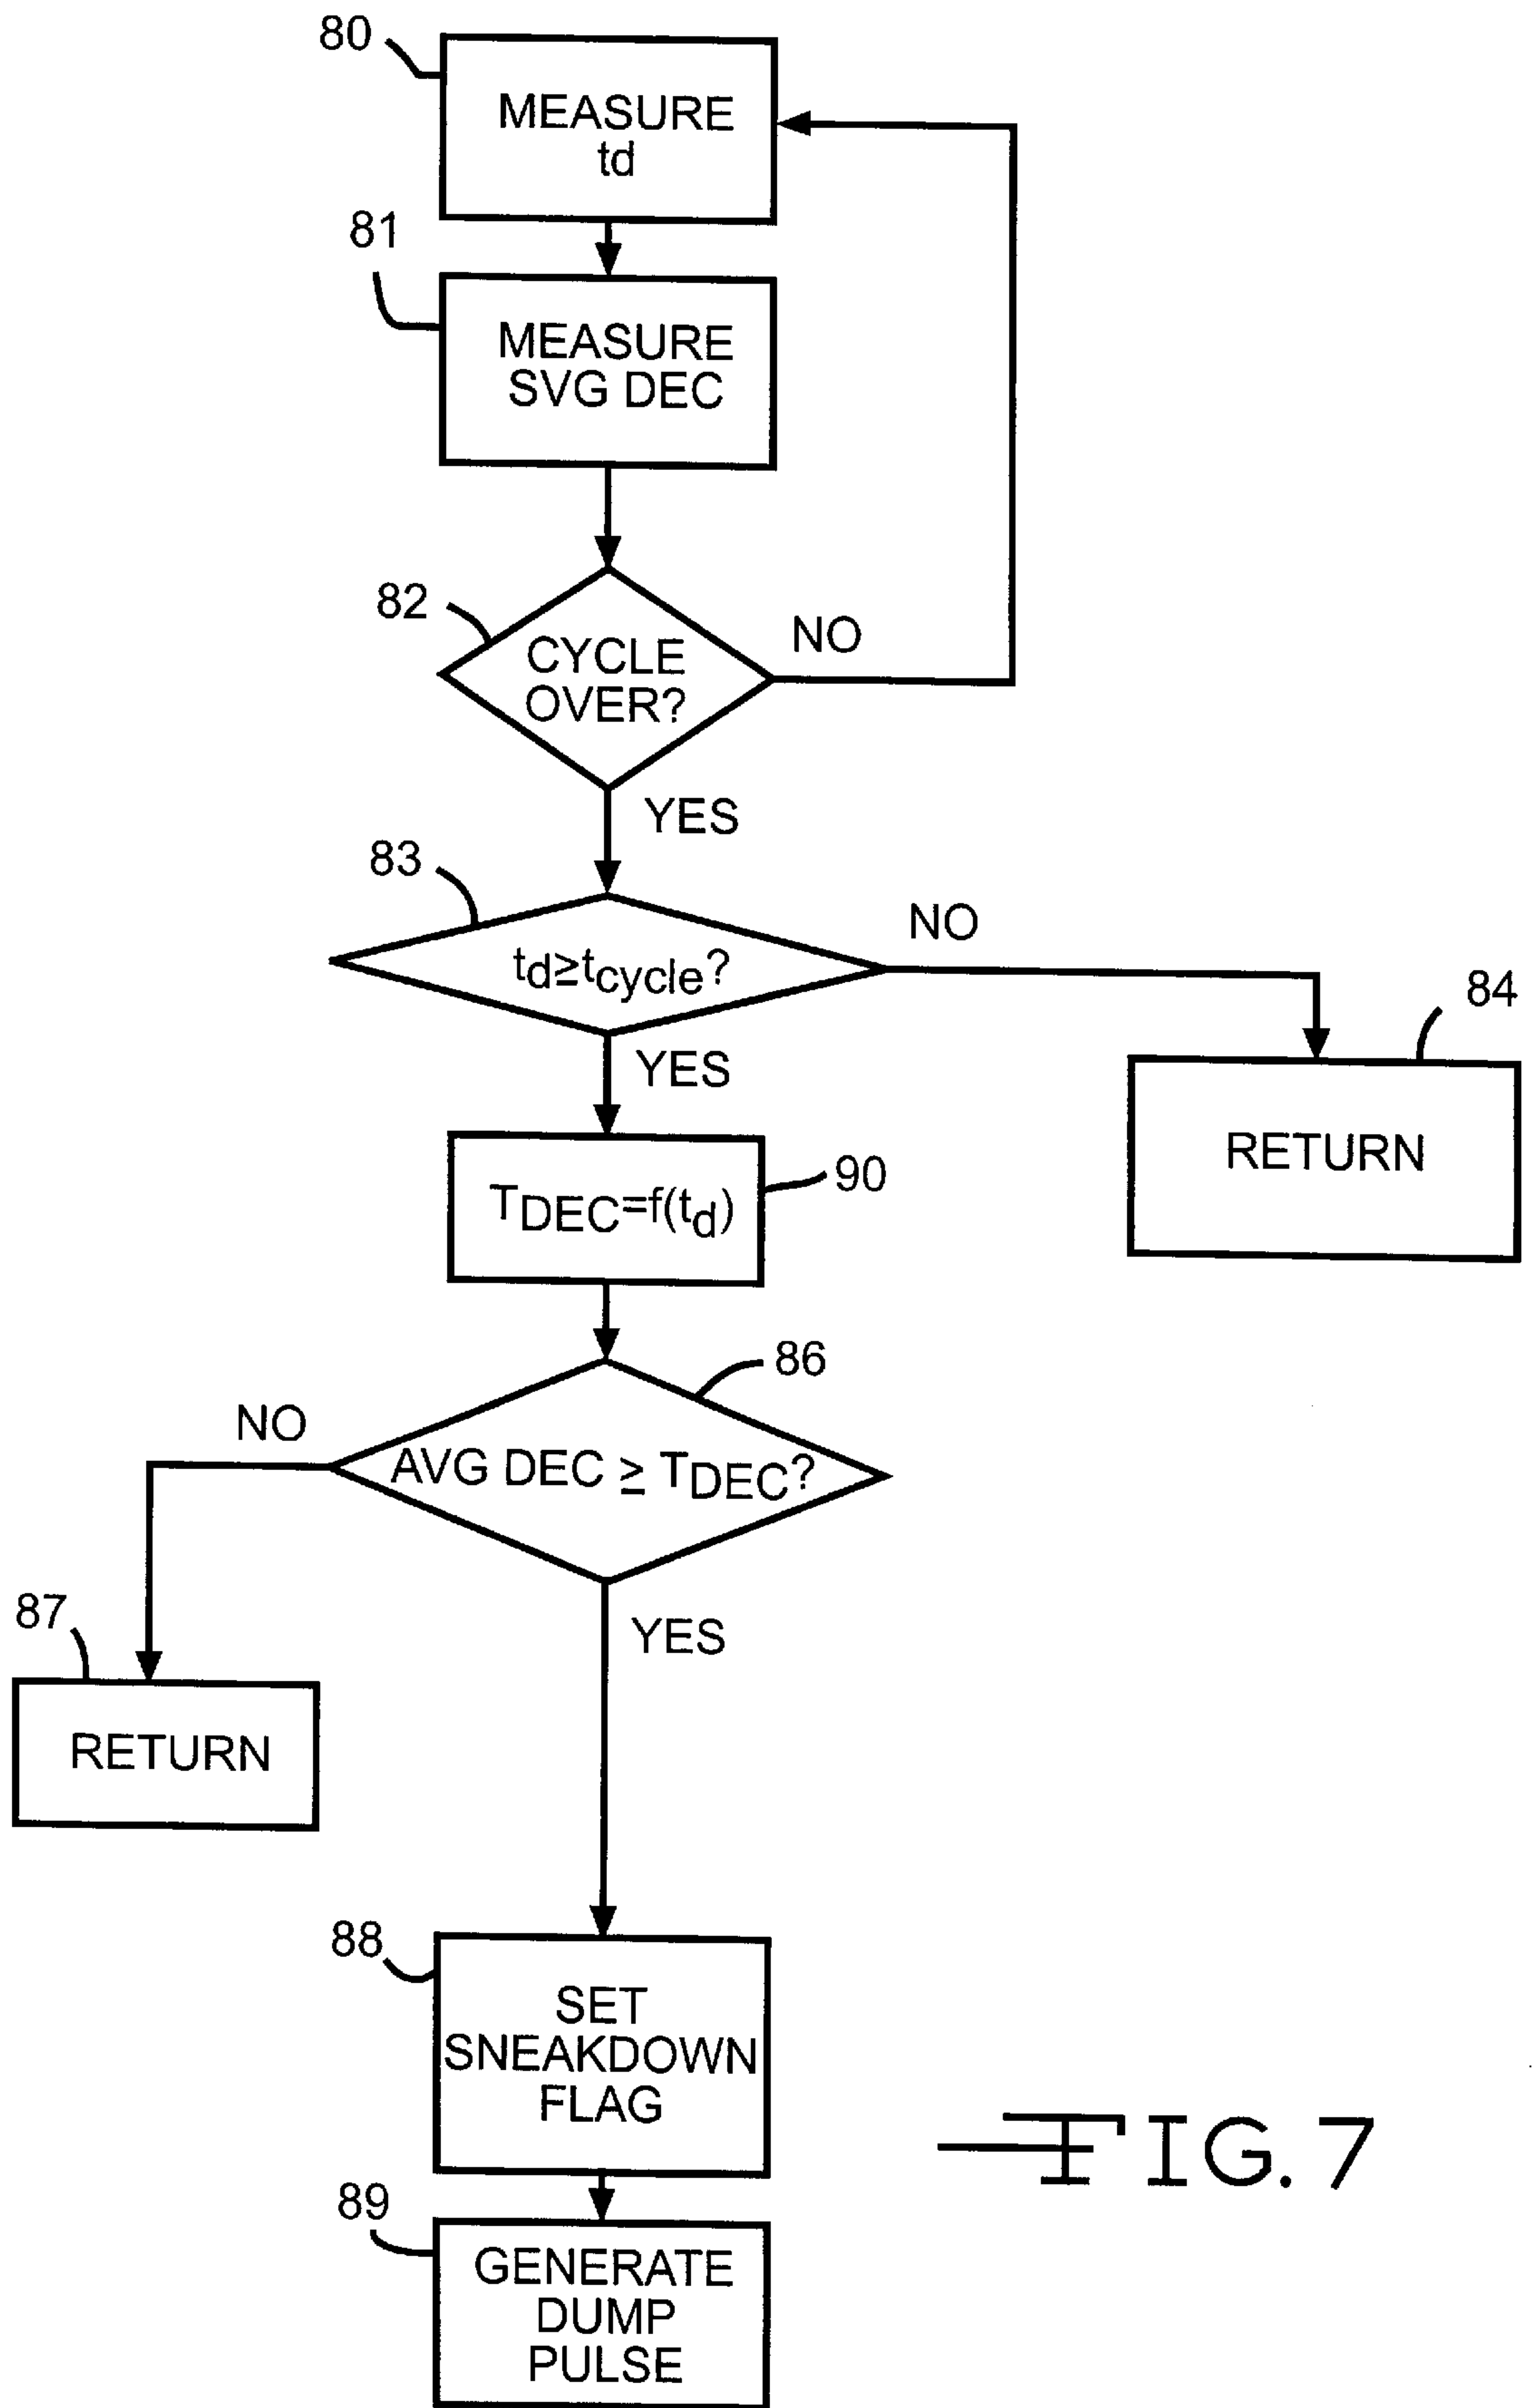 80
MEASURE
td
81
MEASURE
SVG DEC
82
CYCLE
OVER?
NO
YES
83
td≥tcycle?
NO
84
YES
RETURN
TDEC=f(td)
90
86
NO
AVG DEC ≥ TDEC?
87
YES
RETURN
88
SET
SNEAKDOWN
FLAG
FIG. 7
89
GENERATE
DUMP
PULSE